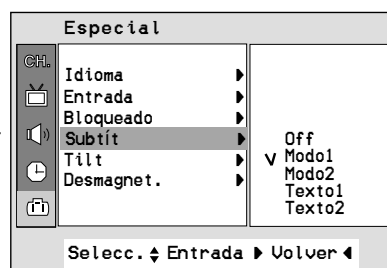 Especial
CH.
Idioma
Entrada
Bloqueado
Subtít
Tilt
Desmagnet.
Off
Modo1
Modo2
Texto1
Texto2
Selecc. Entrada Volver